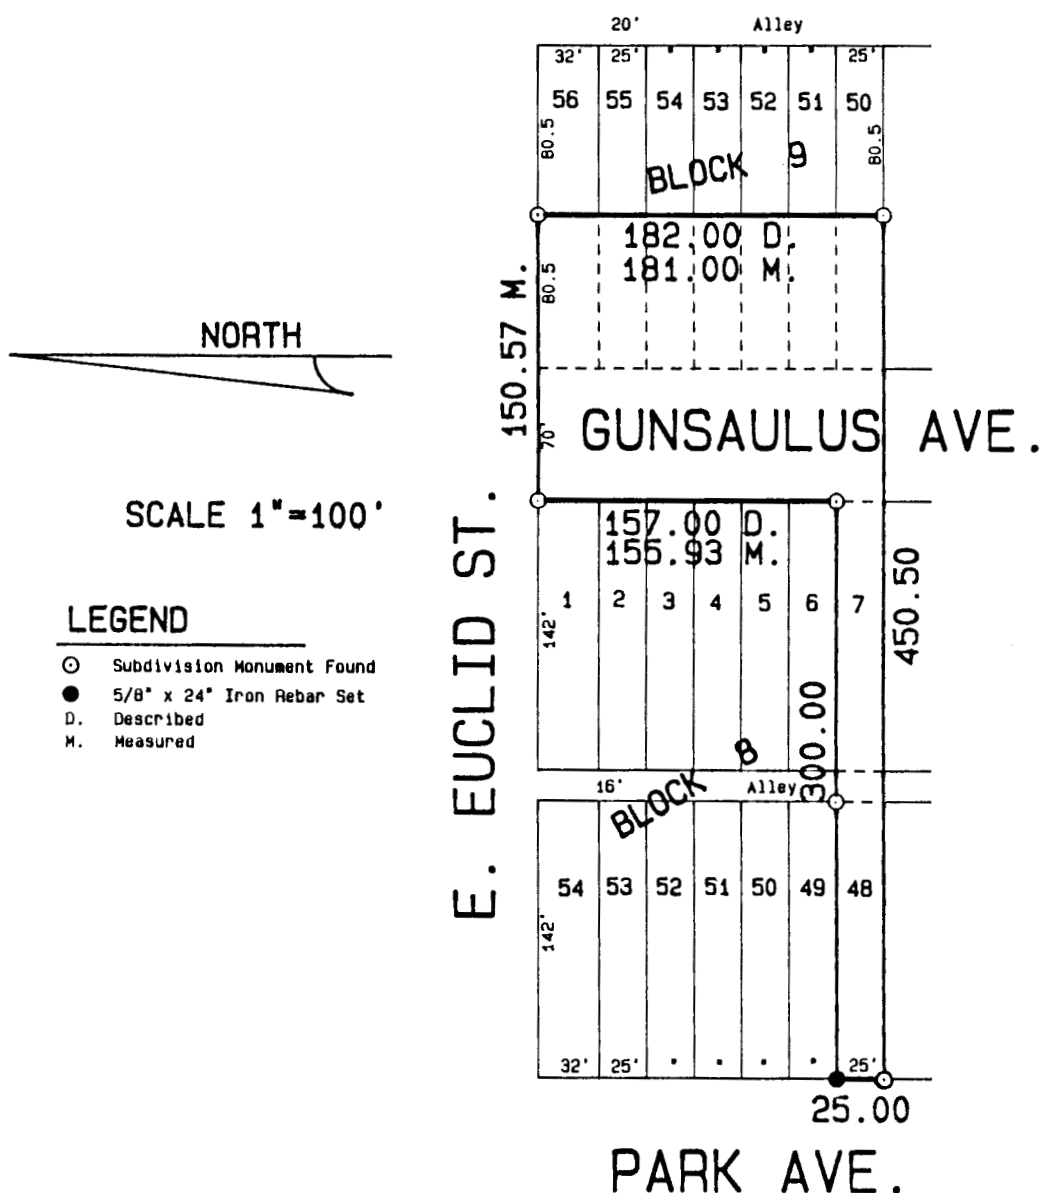 20' Alley
32' 25' " " " " 25'
56 55 54 53 52 51 50
80.5 80.5
BLOCK 9
182.00 D.
181.00 M.
80.5
150.57 M.
NORTH
70'
GUNSAULUS AVE.
SCALE 1"=100'
157.00 D.
155.93 M.
E. EUCLID ST.
450.50
1 2 3 4 5 6 7
142'
LEGEND
Subdivision Monument Found
5/8" x 24" Iron Rebar Set
D. Described
M. Measured
300.00
BLOCK 8
16' Alley
54 53 52 51 50 49 48
142'
32' 25' " " " " 25'
25.00
PARK AVE.